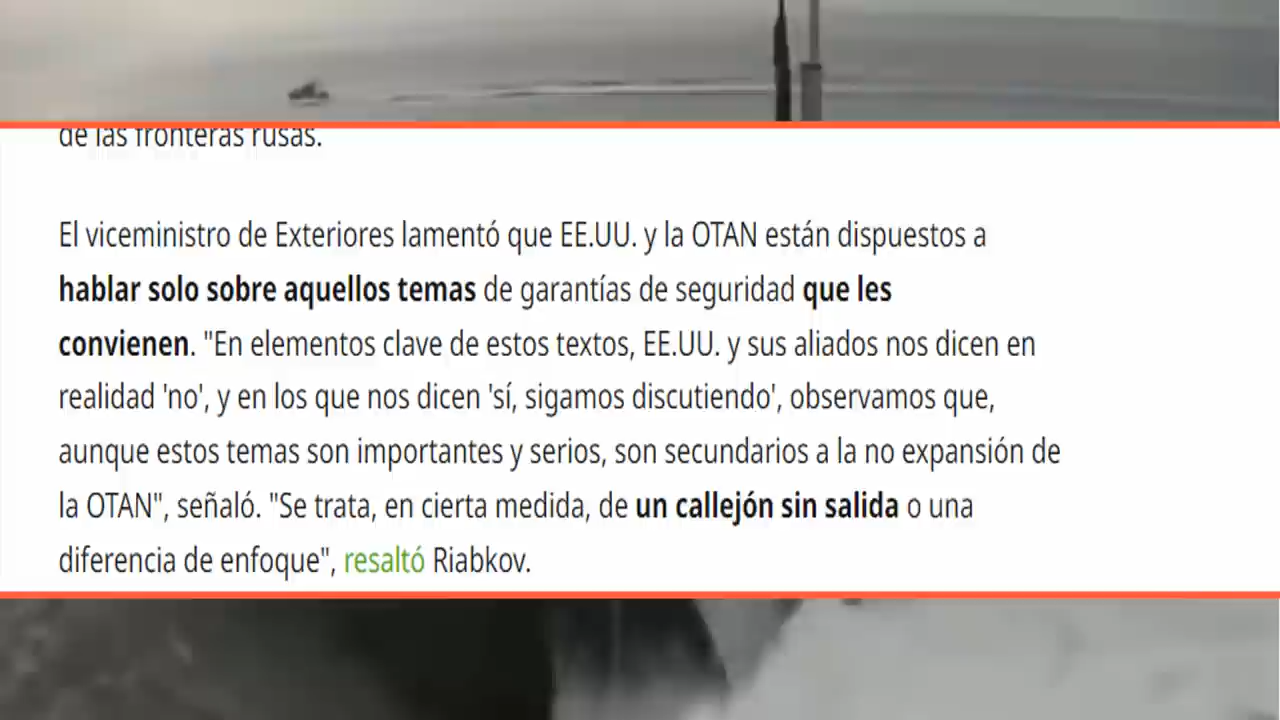 de las fronteras rusas.
El viceministro de Exteriores lamentó que EE.UU. y la OTAN están dispuestos a
hablar solo sobre aquellos temas de garantías de seguridad que les
convienen. "En elementos clave de estos textos, EE.UU. y sus aliados nos dicen en
realidad 'no', y en los que nos dicen 'sí, sigamos discutiendo', observamos que,
aunque estos temas son importantes y serios, son secundarios a la no expansión de
la OTAN", señaló. "Se trata, en cierta medida, de un callejón sin salida o una
diferencia de enfoque", resaltó Riabkov.